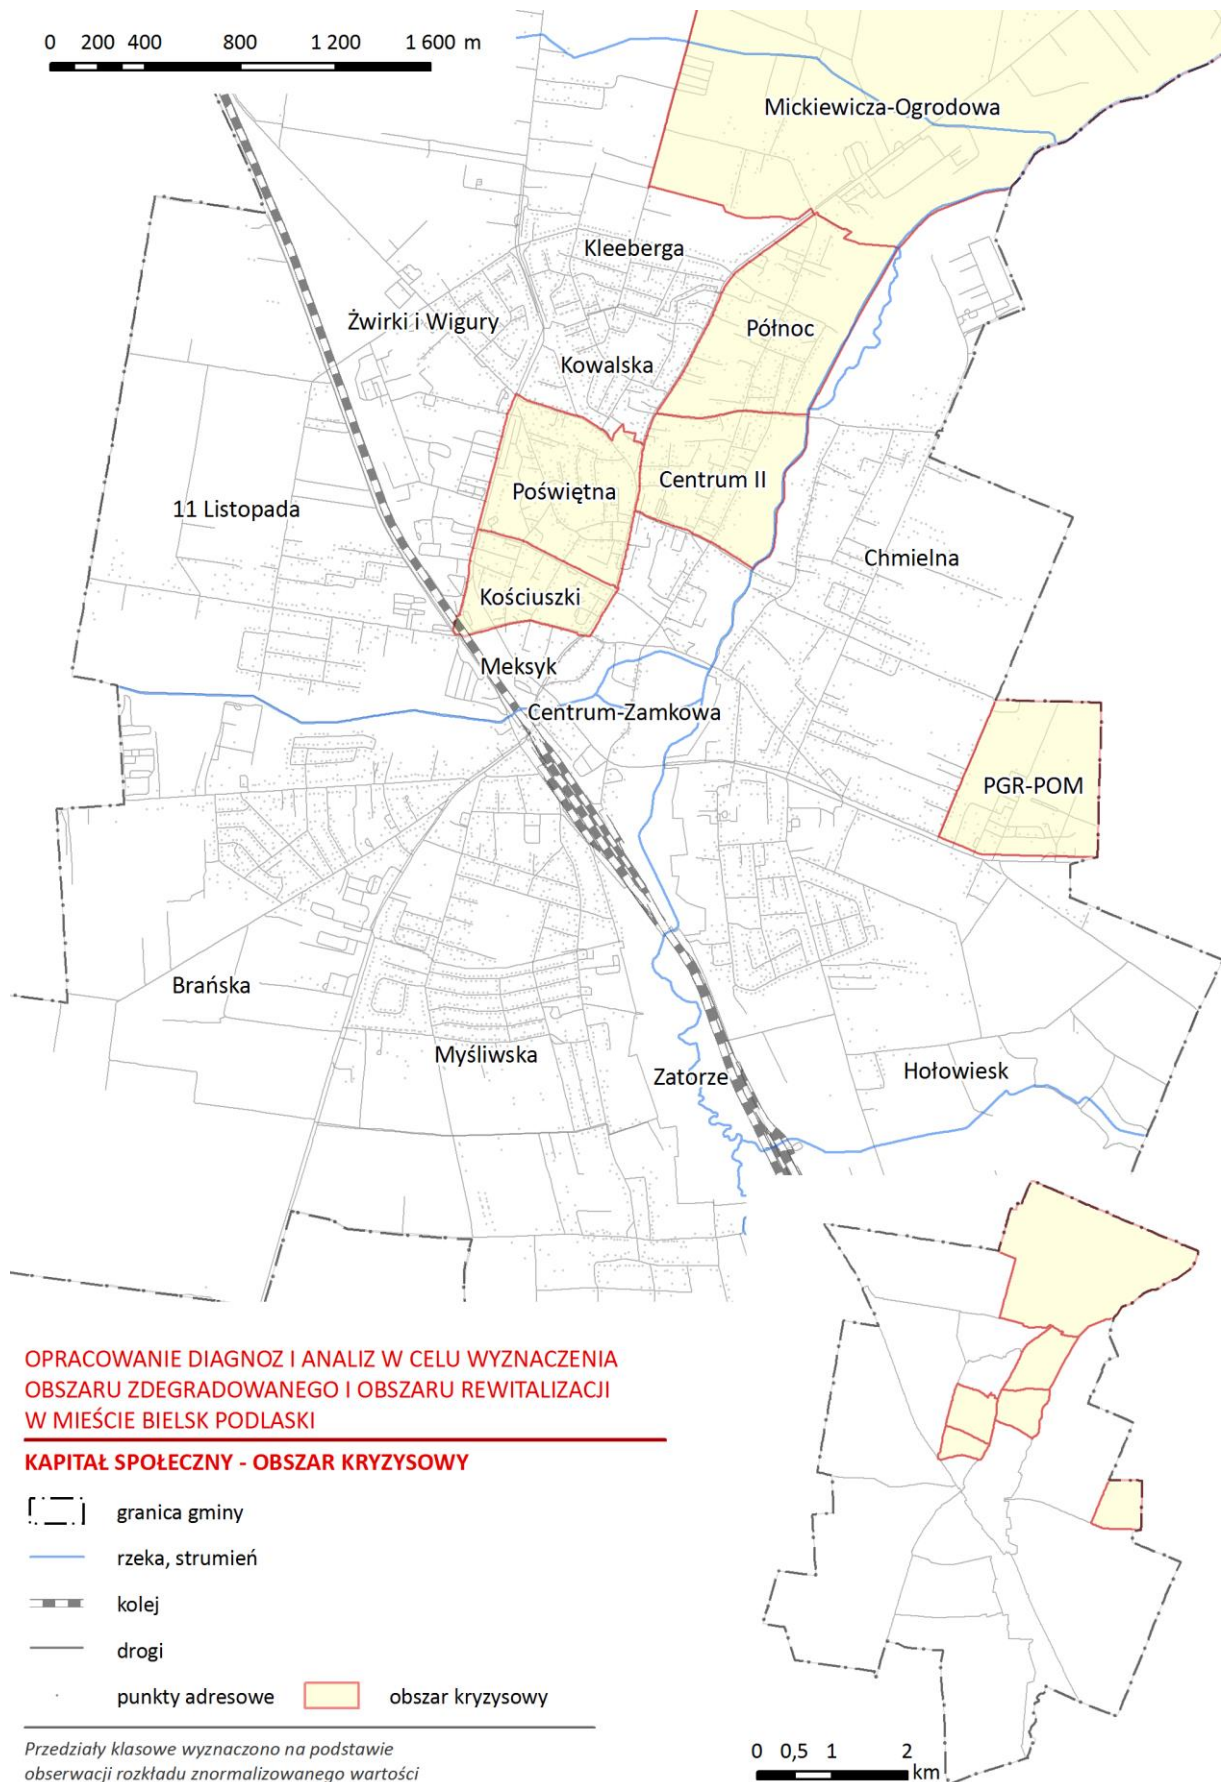 0 200 400 800 1 200 1 600 m
Mickiewicza-Ogrodowa
Kleeberga
Żwirki i Wigury
Północ
Kowalska
Poświętna
Centrum II
11 Listopada
Chmielna
Kościuszki
Meksyk
Centrum-Zamkowa
PGR-POM
Brańska
Myśliwska
Zatorze
Hołowiesk
OPRACOWANIE DIAGNOZ I ANALIZ W CELU WYZNACZENIA
OBSZARU ZDEGRADOWANEGO I OBSZARU REWITALIZACJI
W MIEŚCIE BIELSK PODLASKI
KAPITAŁ SPOŁECZNY - OBSZAR KRYZYSOWY
granica gminy
rzeka, strumień
kolej
drogi
punkty adresowe obszar kryzysowy
Przedziały klasowe wyznaczono na podstawie
obserwacji rozkładu znormalizowanego wartości
0 0,5 1 2
km